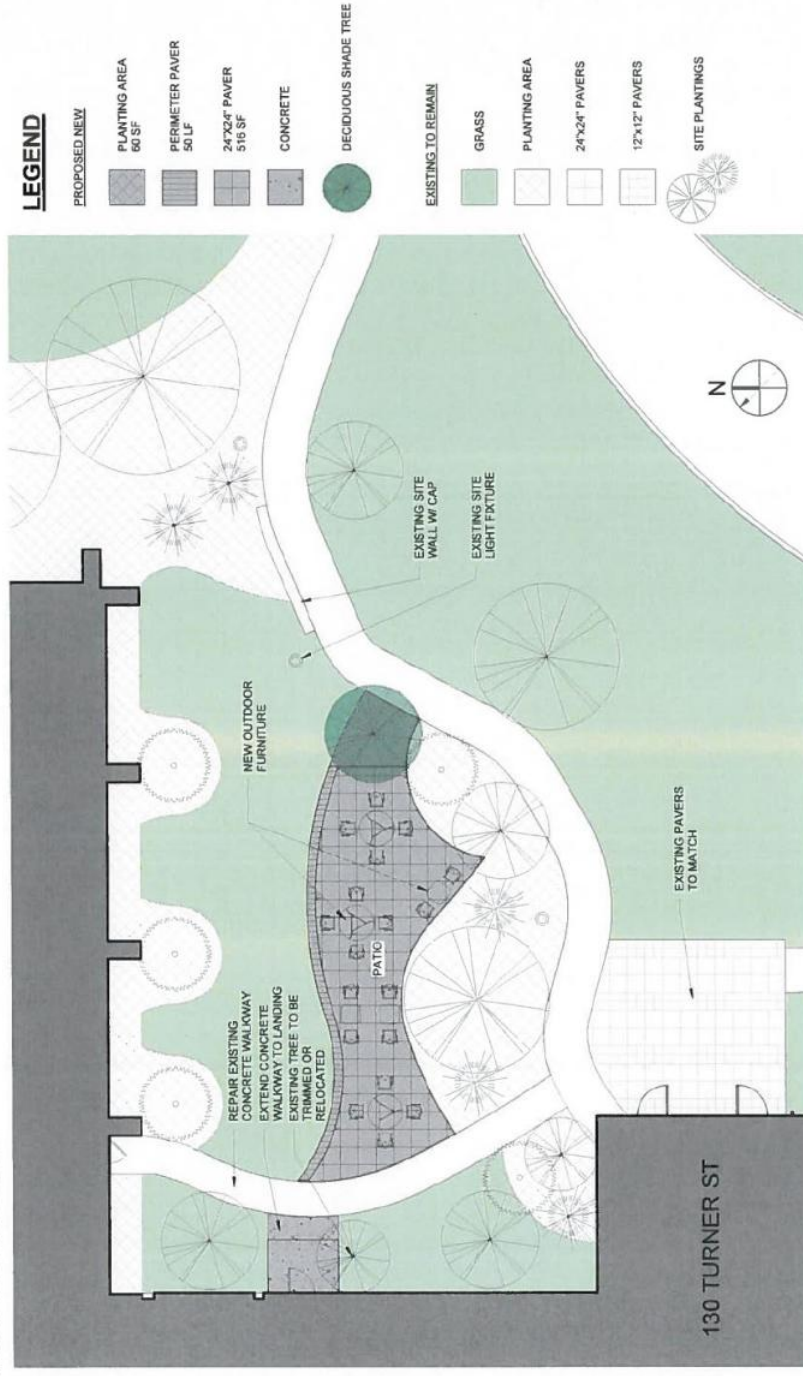 LEGEND
PROPOSED NEW
PLANTING AREA
60 SF
PERIMETER PAVER
50 LF
24"X24" PAVER
516 SF
CONCRETE
DECIDUOUS SHADE TREE
EXISTING TO REMAIN
GRASS
PLANTING AREA
24"x24" PAVERS
12"x12" PAVERS
SITE PLANTINGS
REPAIR EXISTING
CONCRETE WALKWAY
EXTEND CONCRETE
WALKWAY TO LANDING
EXISTING TREE TO BE
TRIMMED OR
RELOCATED
NEW OUTDOOR
FURNITURE
PATIO
EXISTING SITE
WALL W/ CAP
EXISTING SITE
LIGHT FIXTURE
EXISTING PAVERS
TO MATCH
N
130 TURNER ST